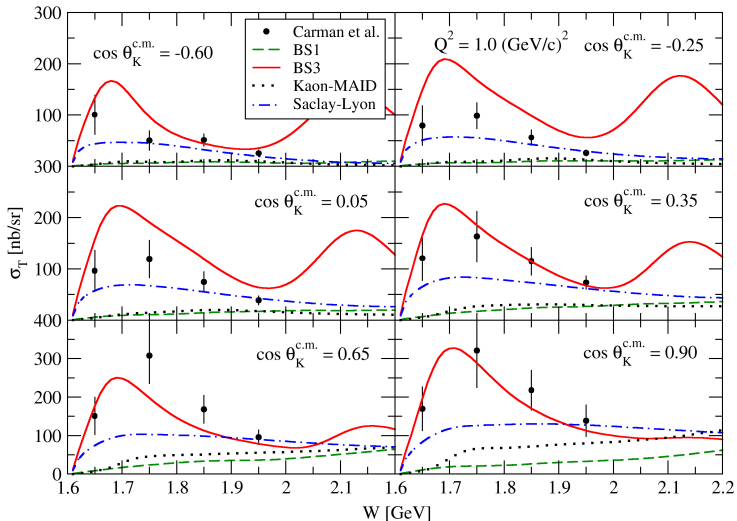 300
200
100
300
200
100
400
300
200
100
0
σ_T [nb/sr]
cos θ_K^c.m. = -0.60
Carman et al.
BS1
BS3
Kaon-MAID
Saclay-Lyon
Q² = 1.0 (GeV/c)²
cos θ_K^c.m. = -0.25
cos θ_K^c.m. = 0.05
cos θ_K^c.m. = 0.35
cos θ_K^c.m. = 0.65
cos θ_K^c.m. = 0.90
1.6 1.7 1.8 1.9 2 2.1 1.6 1.7 1.8 1.9 2 2.1 2.2
W [GeV]